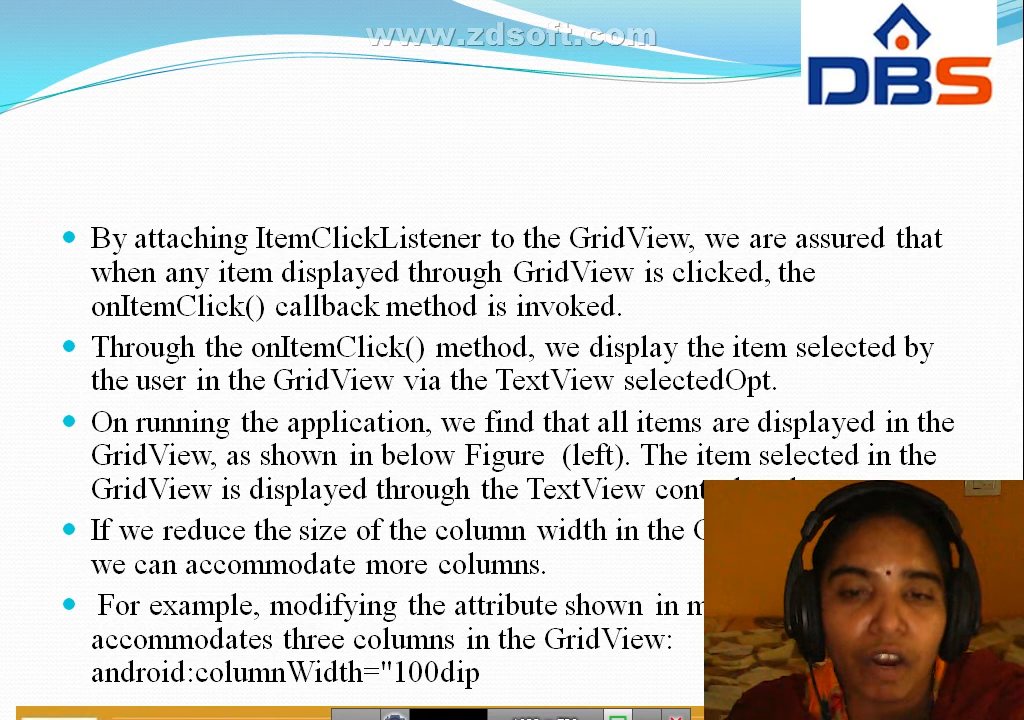 www.zdsoft.com
DBS
By attaching ItemClickListener to the GridView, we are assured that
when any item displayed through GridView is clicked, the
onItemClick() callback method is invoked.
Through the onItemClick() method, we display the item selected by
the user in the GridView via the TextView selectedOpt.
On running the application, we find that all items are displayed in the
GridView, as shown in below Figure (left). The item selected in the
GridView is displayed through the TextView
If we reduce the size of the column width in the
we can accommodate more columns.
For example, modifying the attribute shown in
accommodates three columns in the GridView:
android:columnWidth="100dip